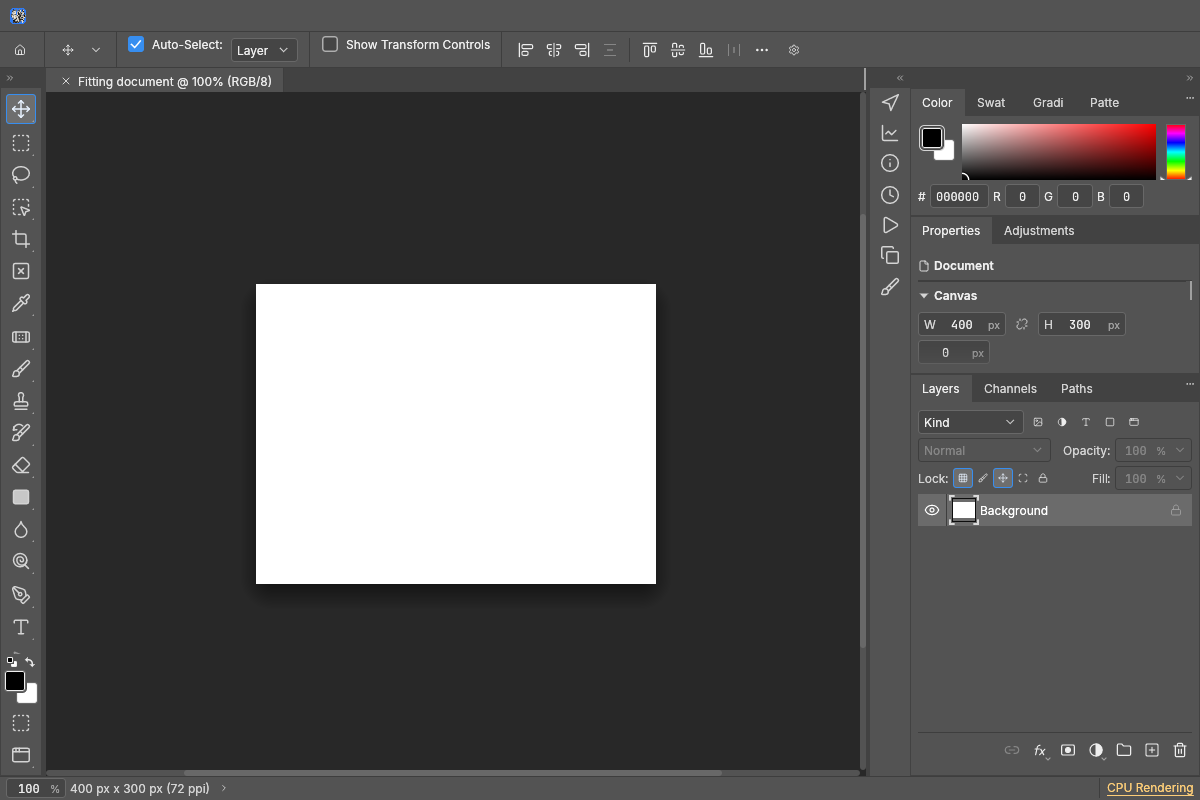 Auto-Select:
Layer
Show Transform Controls
Fitting document @ 100% (RGB/8)
Color
Swat
Gradi
Patte
# 000000 R 0 G 0 B 0
Properties
Adjustments
Document
Canvas
W 400 px H 300 px
0 px
Layers
Channels
Paths
Kind
Normal
Opacity: 100 %
Lock:
Fill: 100 %
Background
100 %
400 px x 300 px (72 ppi)
CPU Rendering